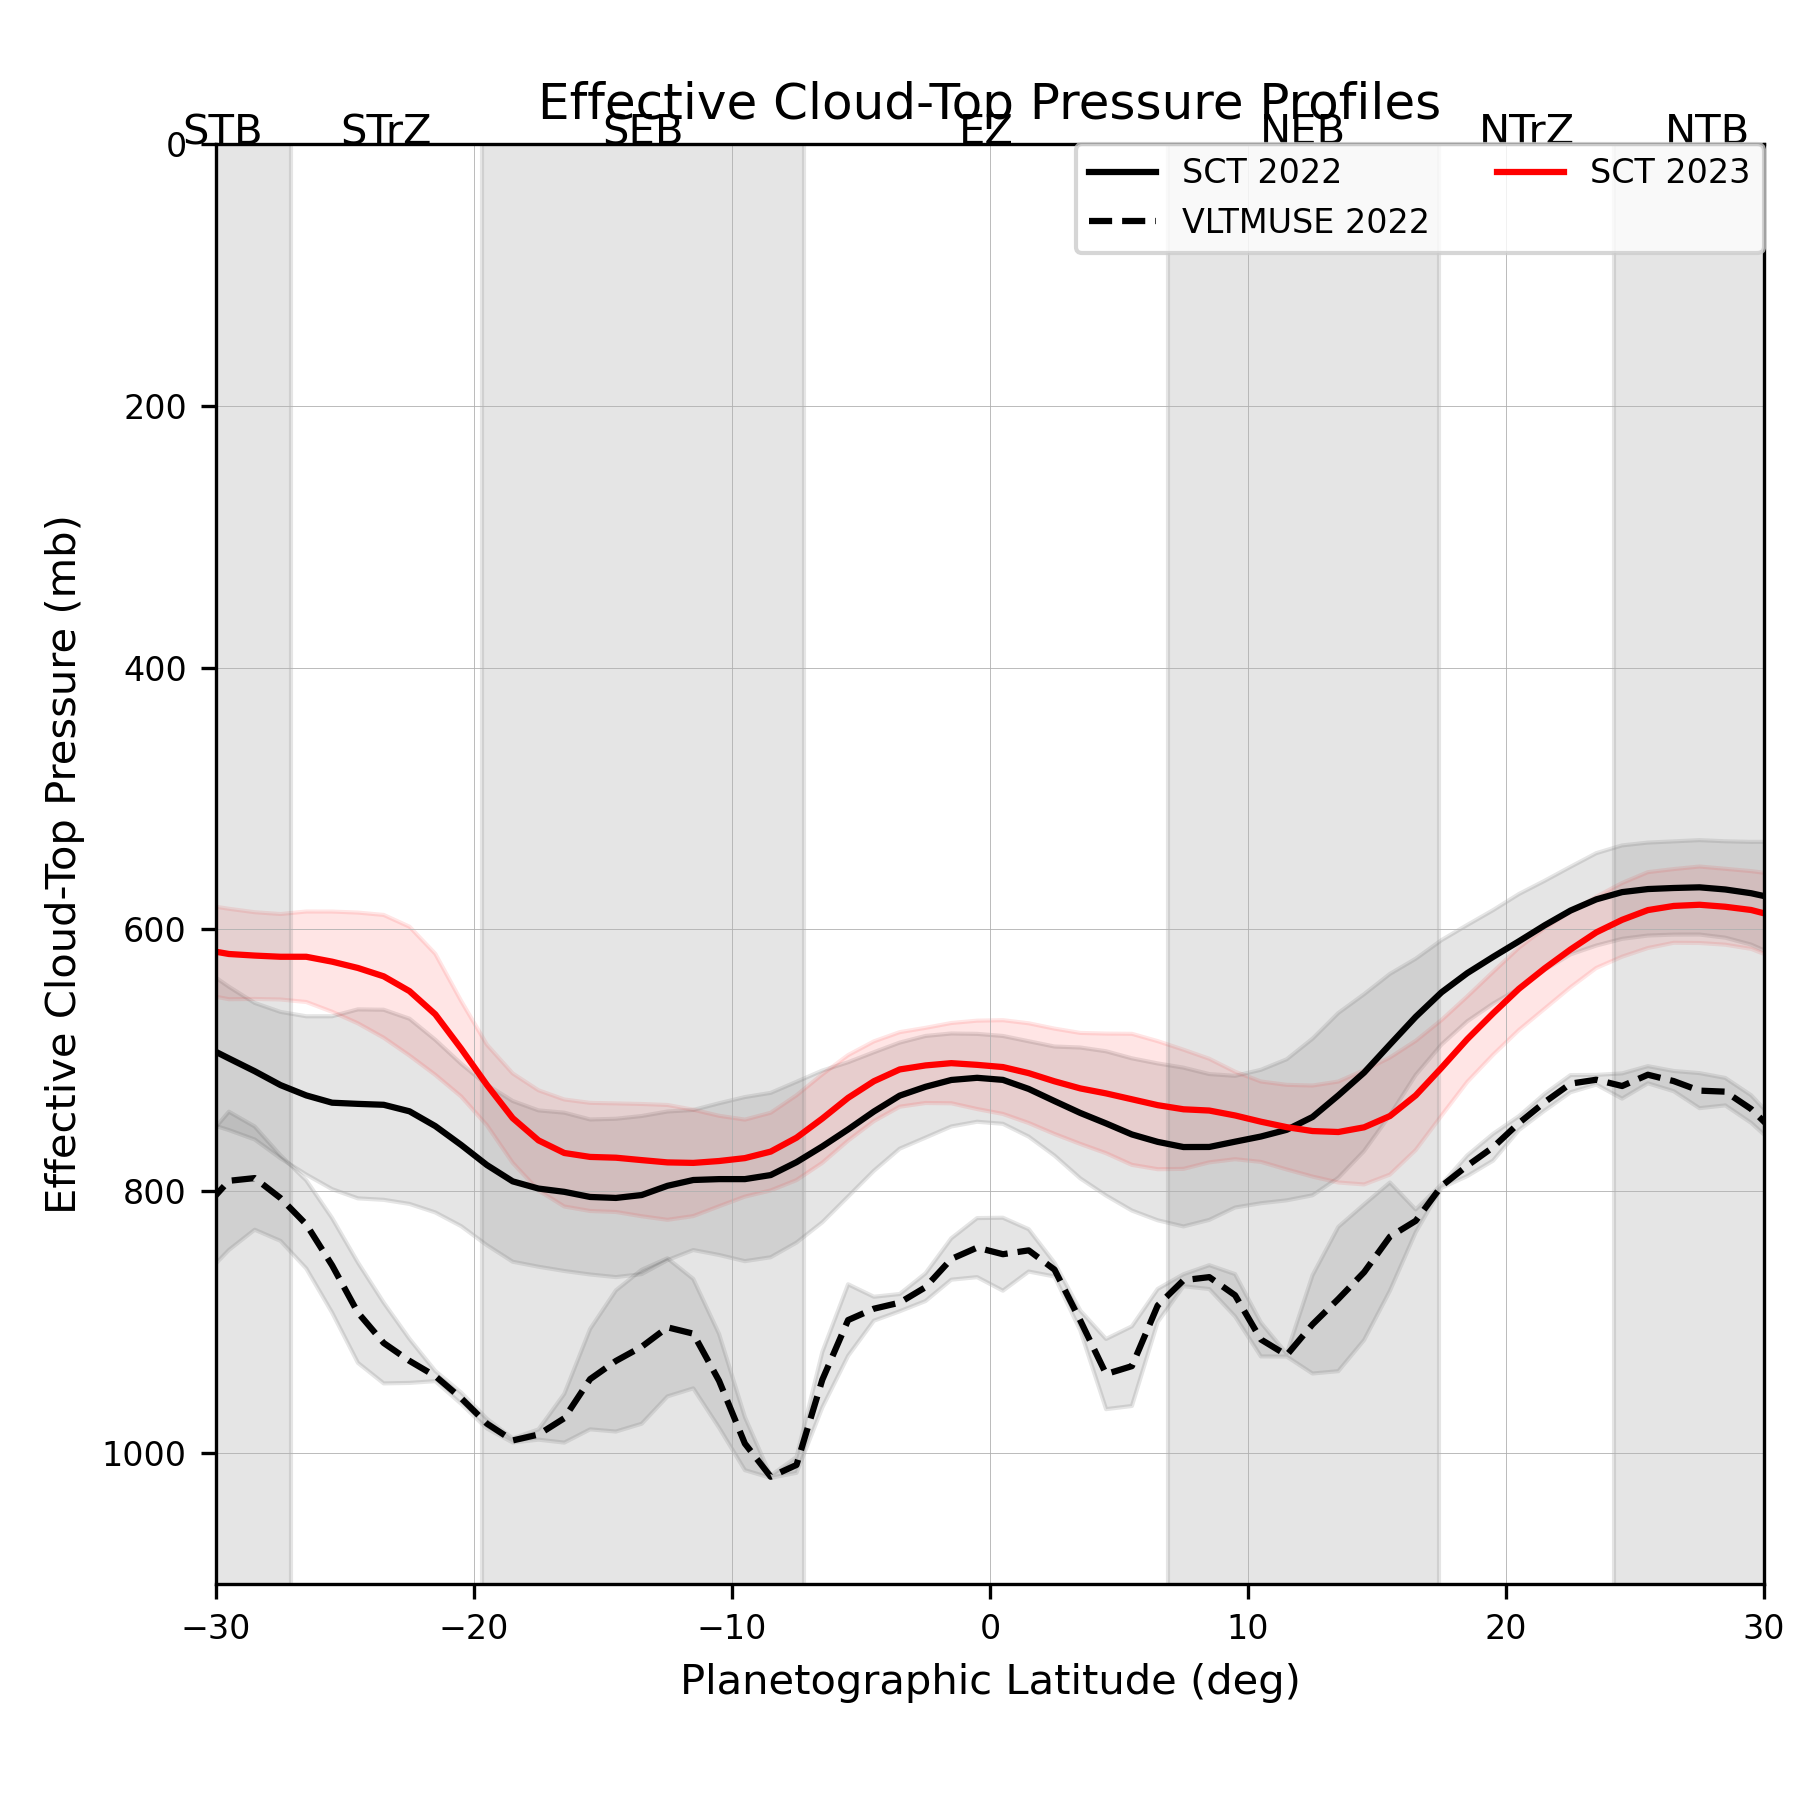 Effective Cloud-Top Pressure Profiles
STB STrZ SEB EZ NEB NTrZ NTB
SCT 2022 SCT 2023
VLTMUSE 2022
0
200
400
600
800
1000
Effective Cloud-Top Pressure (mb)
−30 −20 −10 0 10 20 30
Planetographic Latitude (deg)